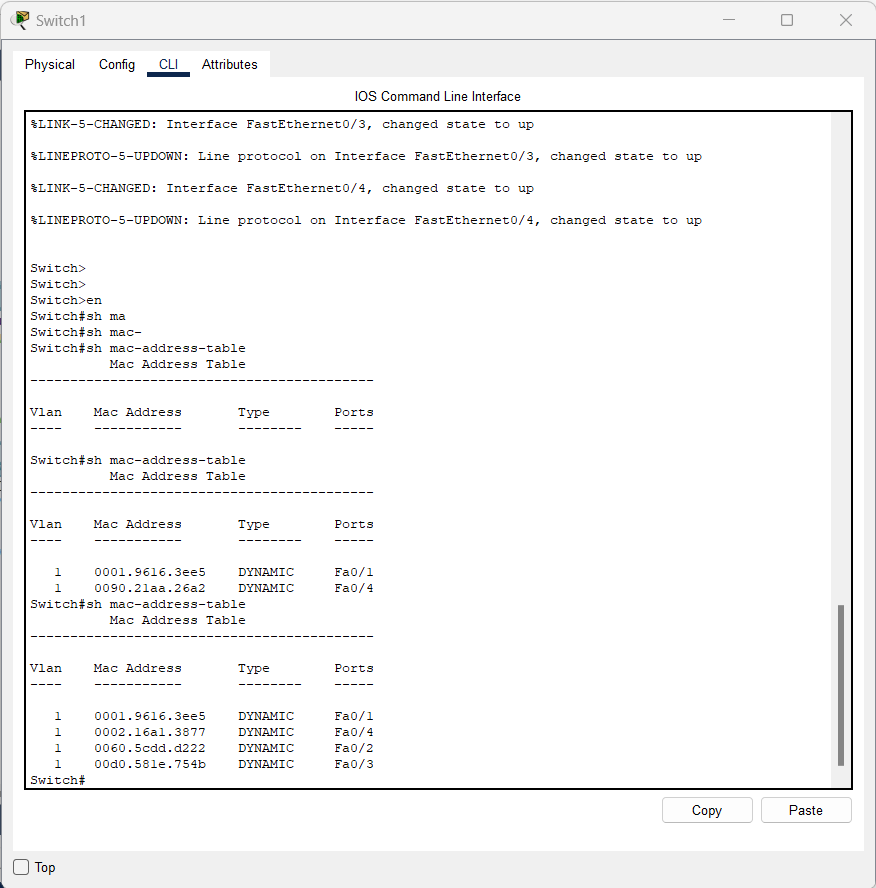 Switch1
Physical Config CLI Attributes
IOS Command Line Interface
%LINK-5-CHANGED: Interface FastEthernet0/3, changed state to up
%LINEPROTO-5-UPDOWN: Line protocol on Interface FastEthernet0/3, changed state to up
%LINK-5-CHANGED: Interface FastEthernet0/4, changed state to up
%LINEPROTO-5-UPDOWN: Line protocol on Interface FastEthernet0/4, changed state to up
Switch>
Switch>
Switch>en
Switch#sh ma
Switch#sh mac-
Switch#sh mac-address-table
Mac Address Table
-------------------------------------------
Vlan    Mac Address       Type        Ports
----    -----------       --------    -----
Switch#sh mac-address-table
Mac Address Table
-------------------------------------------
Vlan    Mac Address       Type        Ports
----    -----------       --------    -----
1    0001.9616.3ee5    DYNAMIC     Fa0/1
1    0090.21aa.26a2    DYNAMIC     Fa0/4
Switch#sh mac-address-table
Mac Address Table
-------------------------------------------
Vlan    Mac Address       Type        Ports
----    -----------       --------    -----
1    0001.9616.3ee5    DYNAMIC     Fa0/1
1    0002.16a1.3877    DYNAMIC     Fa0/4
1    0060.5cdd.d222    DYNAMIC     Fa0/2
1    00d0.581e.754b    DYNAMIC     Fa0/3
Switch#
Copy Paste
Top